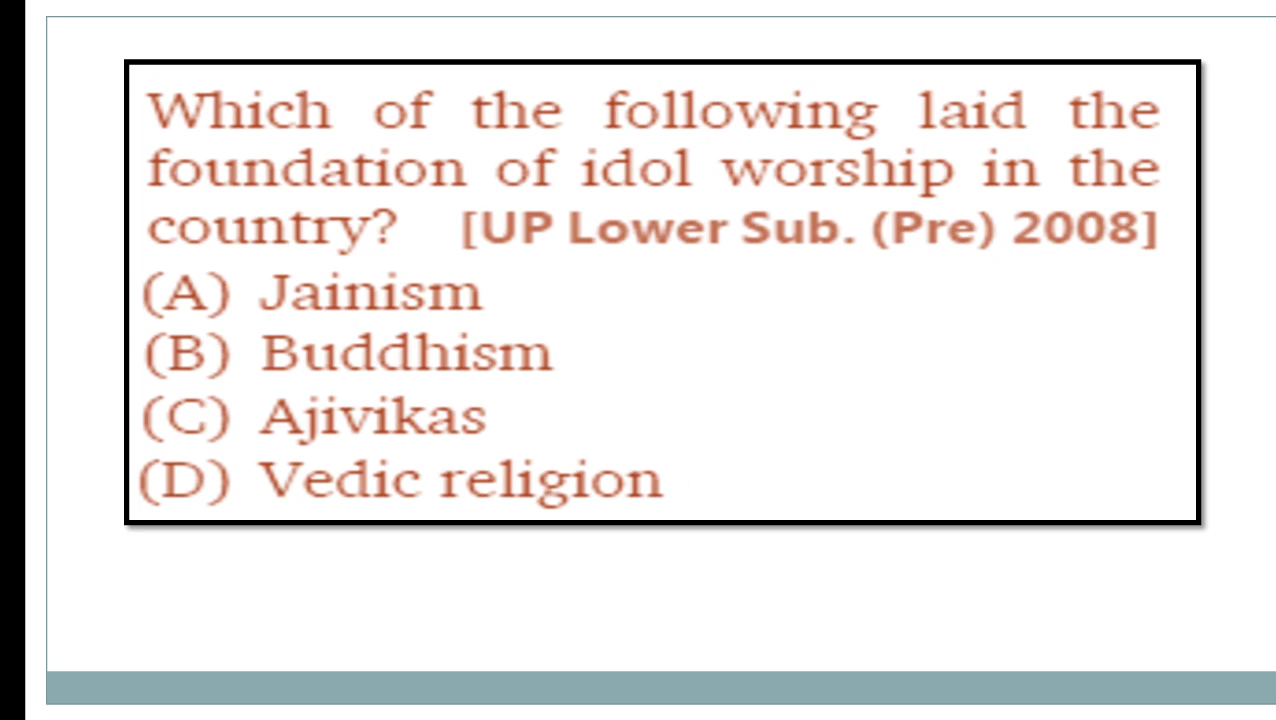 Which of the following laid the
foundation of idol worship in the
country? [UP Lower Sub. (Pre) 2008]
(A) Jainism
(B) Buddhism
(C) Ajivikas
(D) Vedic religion